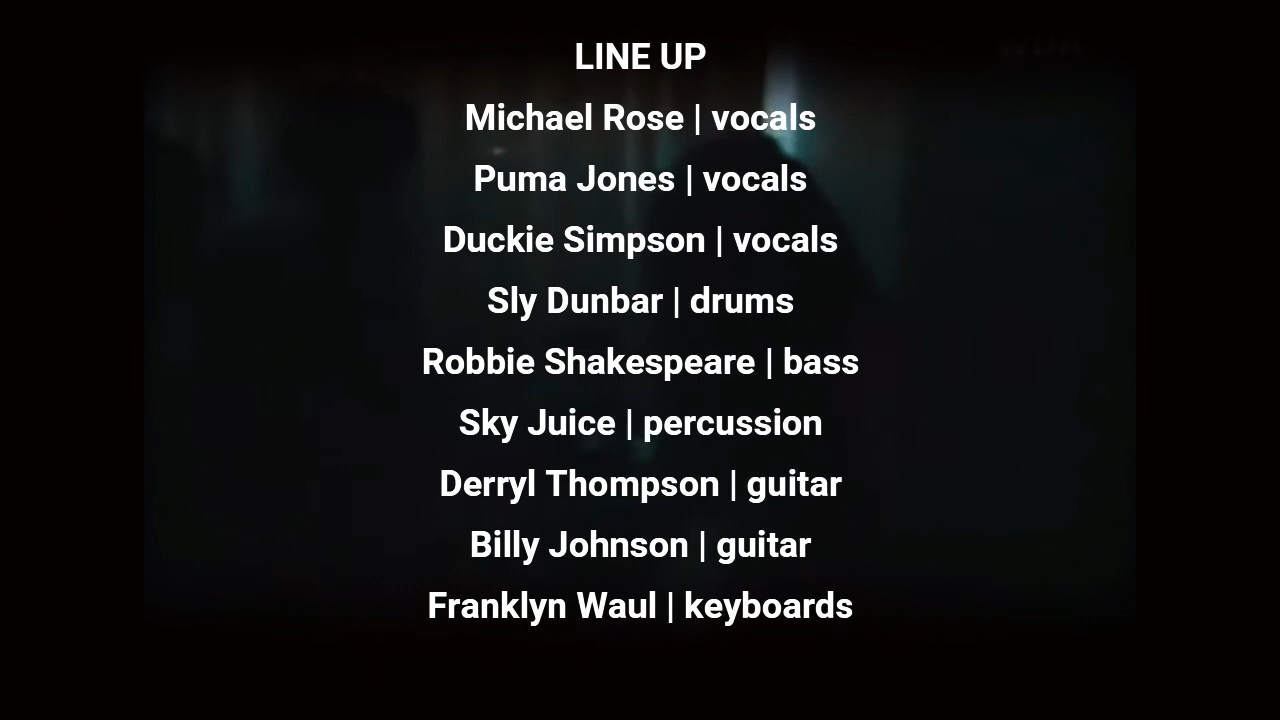 LINE UP
Michael Rose | vocals
Puma Jones | vocals
Duckie Simpson | vocals
Sly Dunbar | drums
Robbie Shakespeare | bass
Sky Juice | percussion
Derryl Thompson | guitar
Billy Johnson | guitar
Franklyn Waul | keyboards